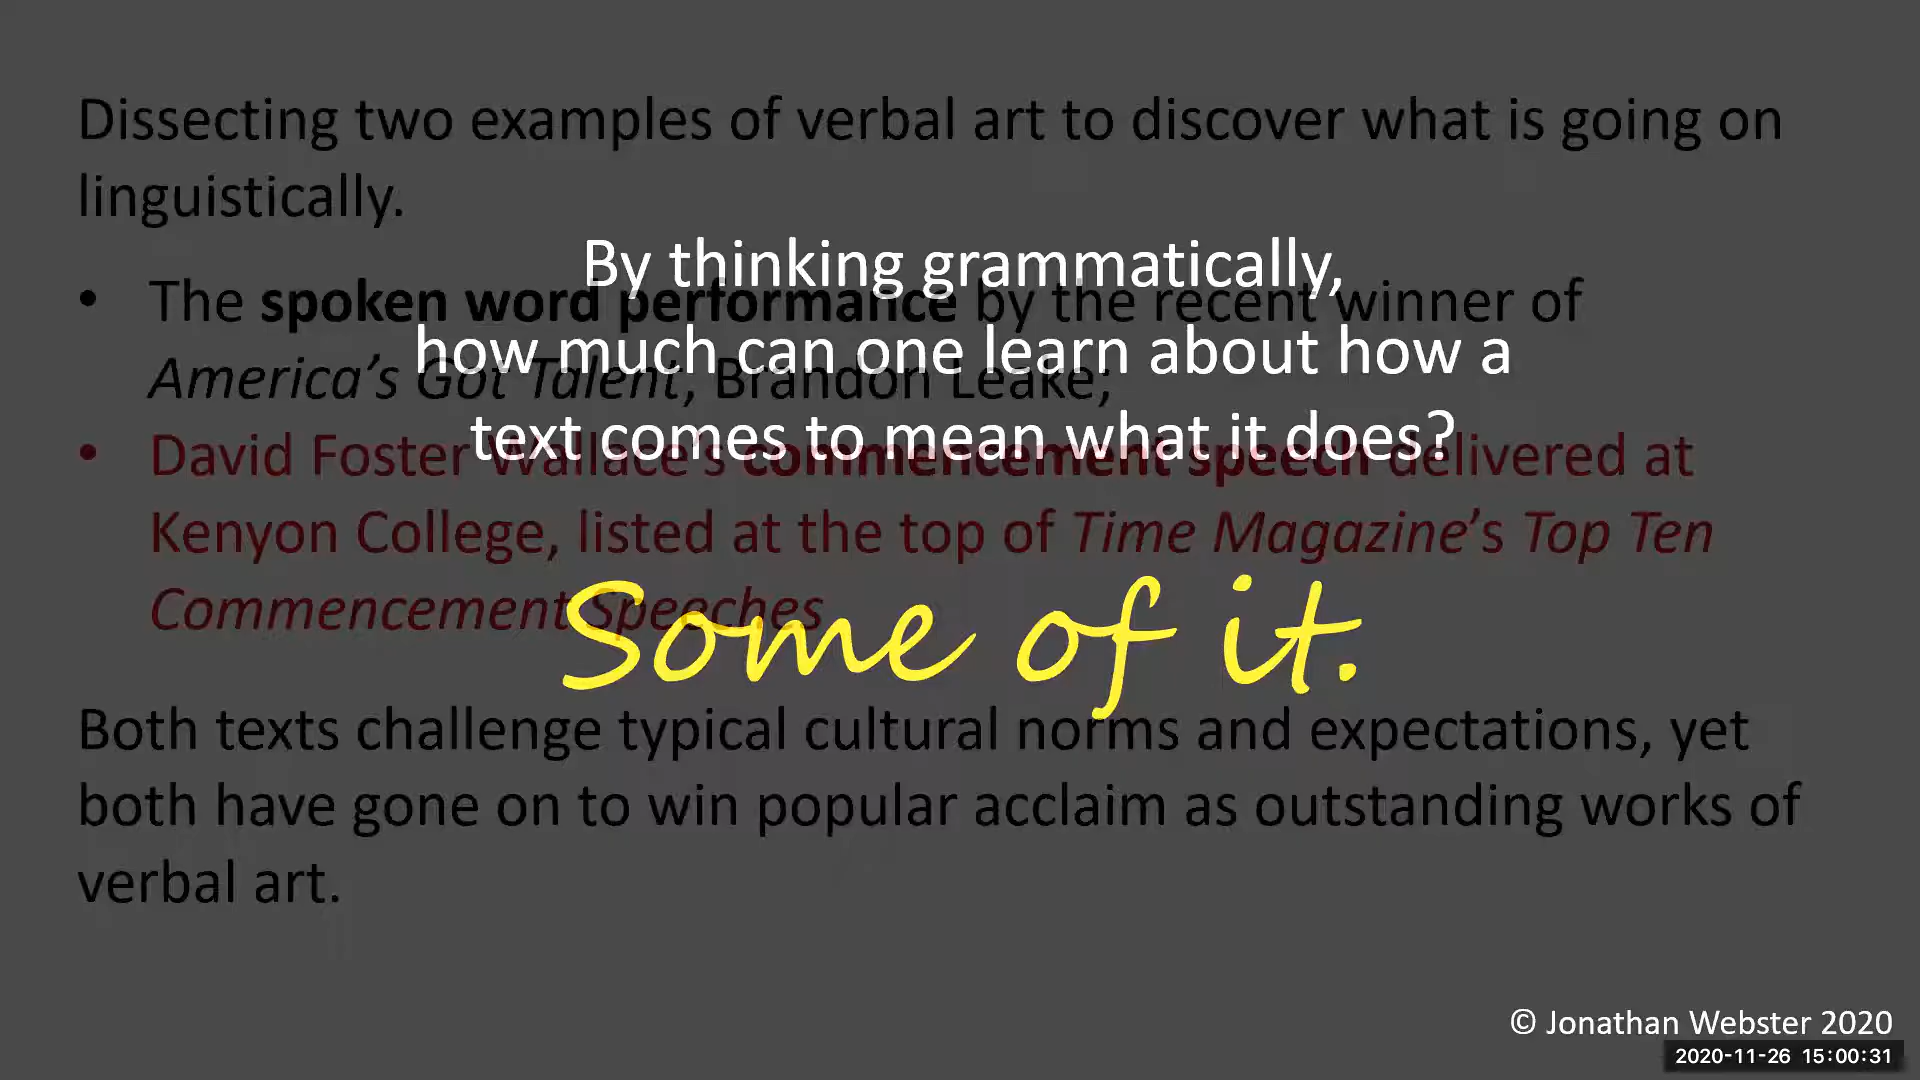 Dissecting two examples of verbal art to discover what is going on
linguistically.
By thinking grammatically,
• The spoken word performance by the recent winner of
how much can one learn about how a
America's Got Talent, Brandon Leake;
text comes to mean what it does?
• David Foster Wallace's commencement speech delivered at
Kenyon College, listed at the top of Time Magazine's Top Ten
Commencement Speeches
Some of it.
Both texts challenge typical cultural norms and expectations, yet
both have gone on to win popular acclaim as outstanding works of
verbal art.
© Jonathan Webster 2020
2020-11-26 15:00:31